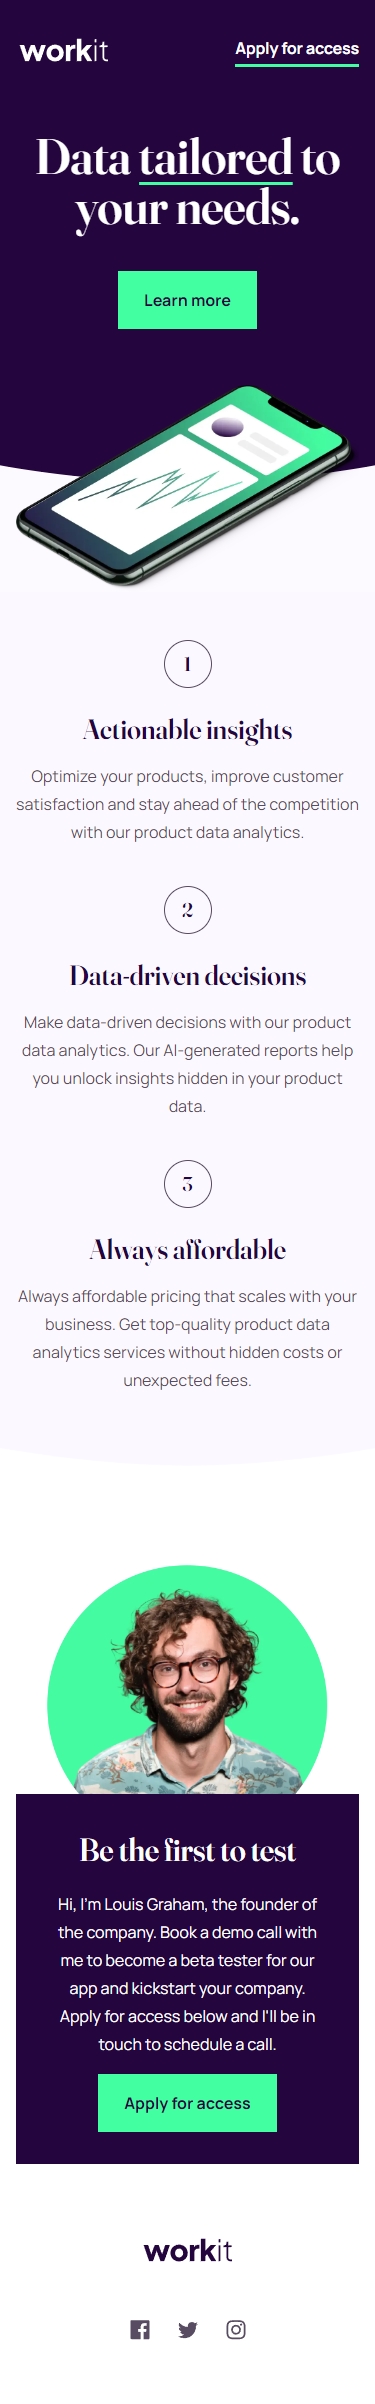 workit
Apply for access
Data tailored to
your needs.
Learn more
1
Actionable insights
Optimize your products, improve customer
satisfaction and stay ahead of the competition
with our product data analytics.
2
Data-driven decisions
Make data-driven decisions with our product
data analytics. Our AI-generated reports help
you unlock insights hidden in your product
data.
3
Always affordable
Always affordable pricing that scales with your
business. Get top-quality product data
analytics services without hidden costs or
unexpected fees.
Be the first to test
Hi, I'm Louis Graham, the founder of
the company. Book a demo call with
me to become a beta tester for our
app and kickstart your company.
Apply for access below and I'll be in
touch to schedule a call.
Apply for access
workit